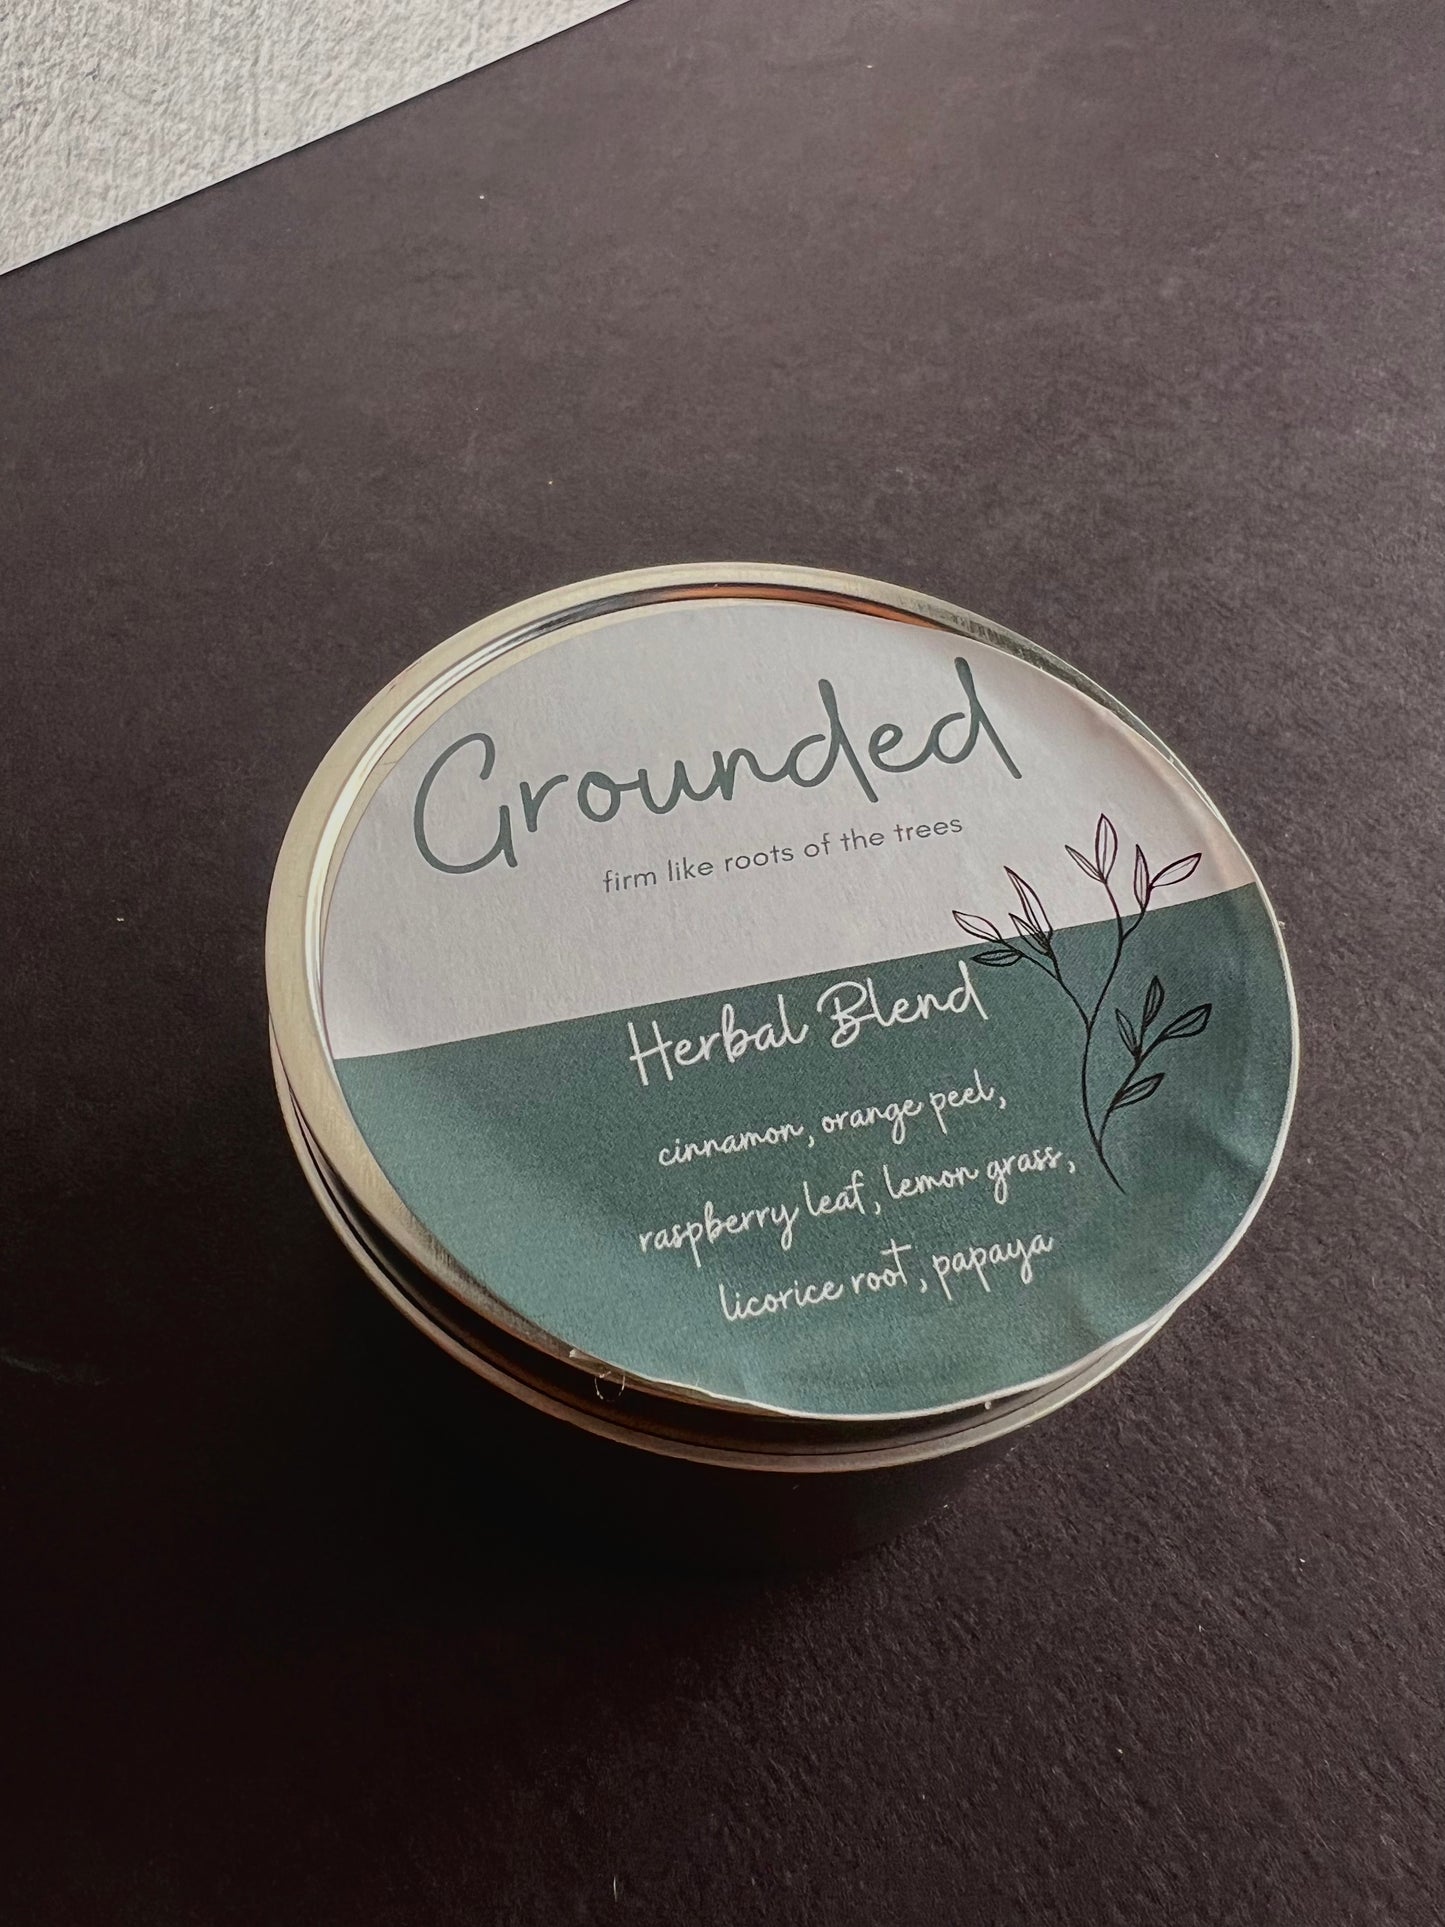 Grounded
firm like roots of the trees
Herbal Blend
cinnamon, orange peel,
raspberry leaf, lemon grass,
licorice root, papaya